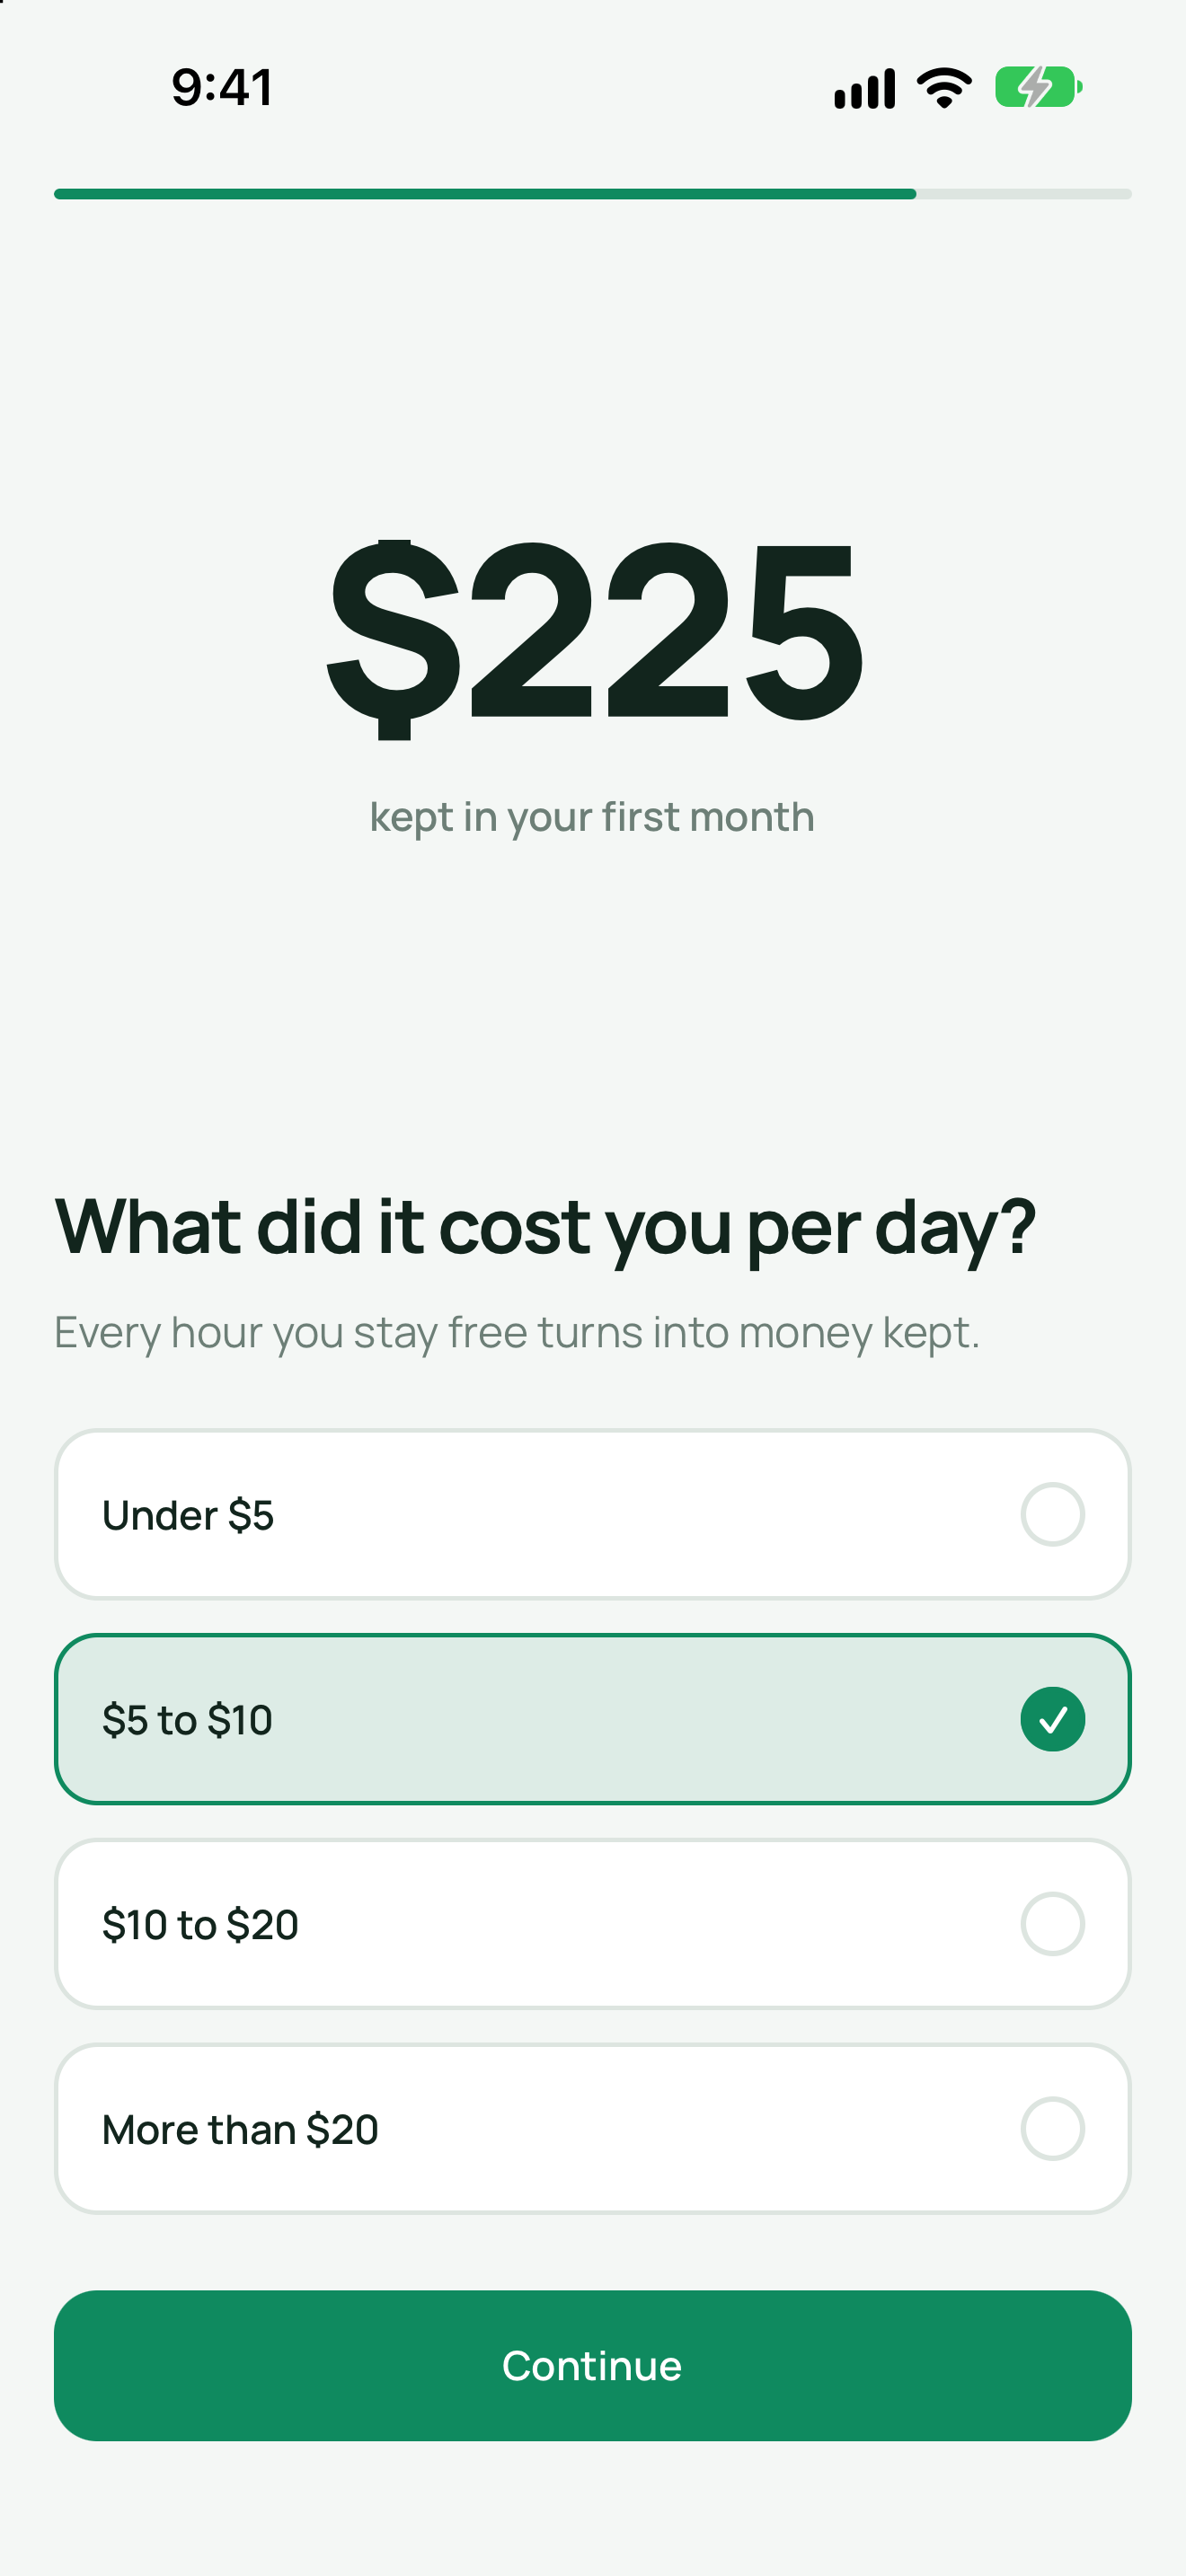 9:41
$225
kept in your first month
What did it cost you per day?
Every hour you stay free turns into money kept.
Under $5
$5 to $10
$10 to $20
More than $20
Continue